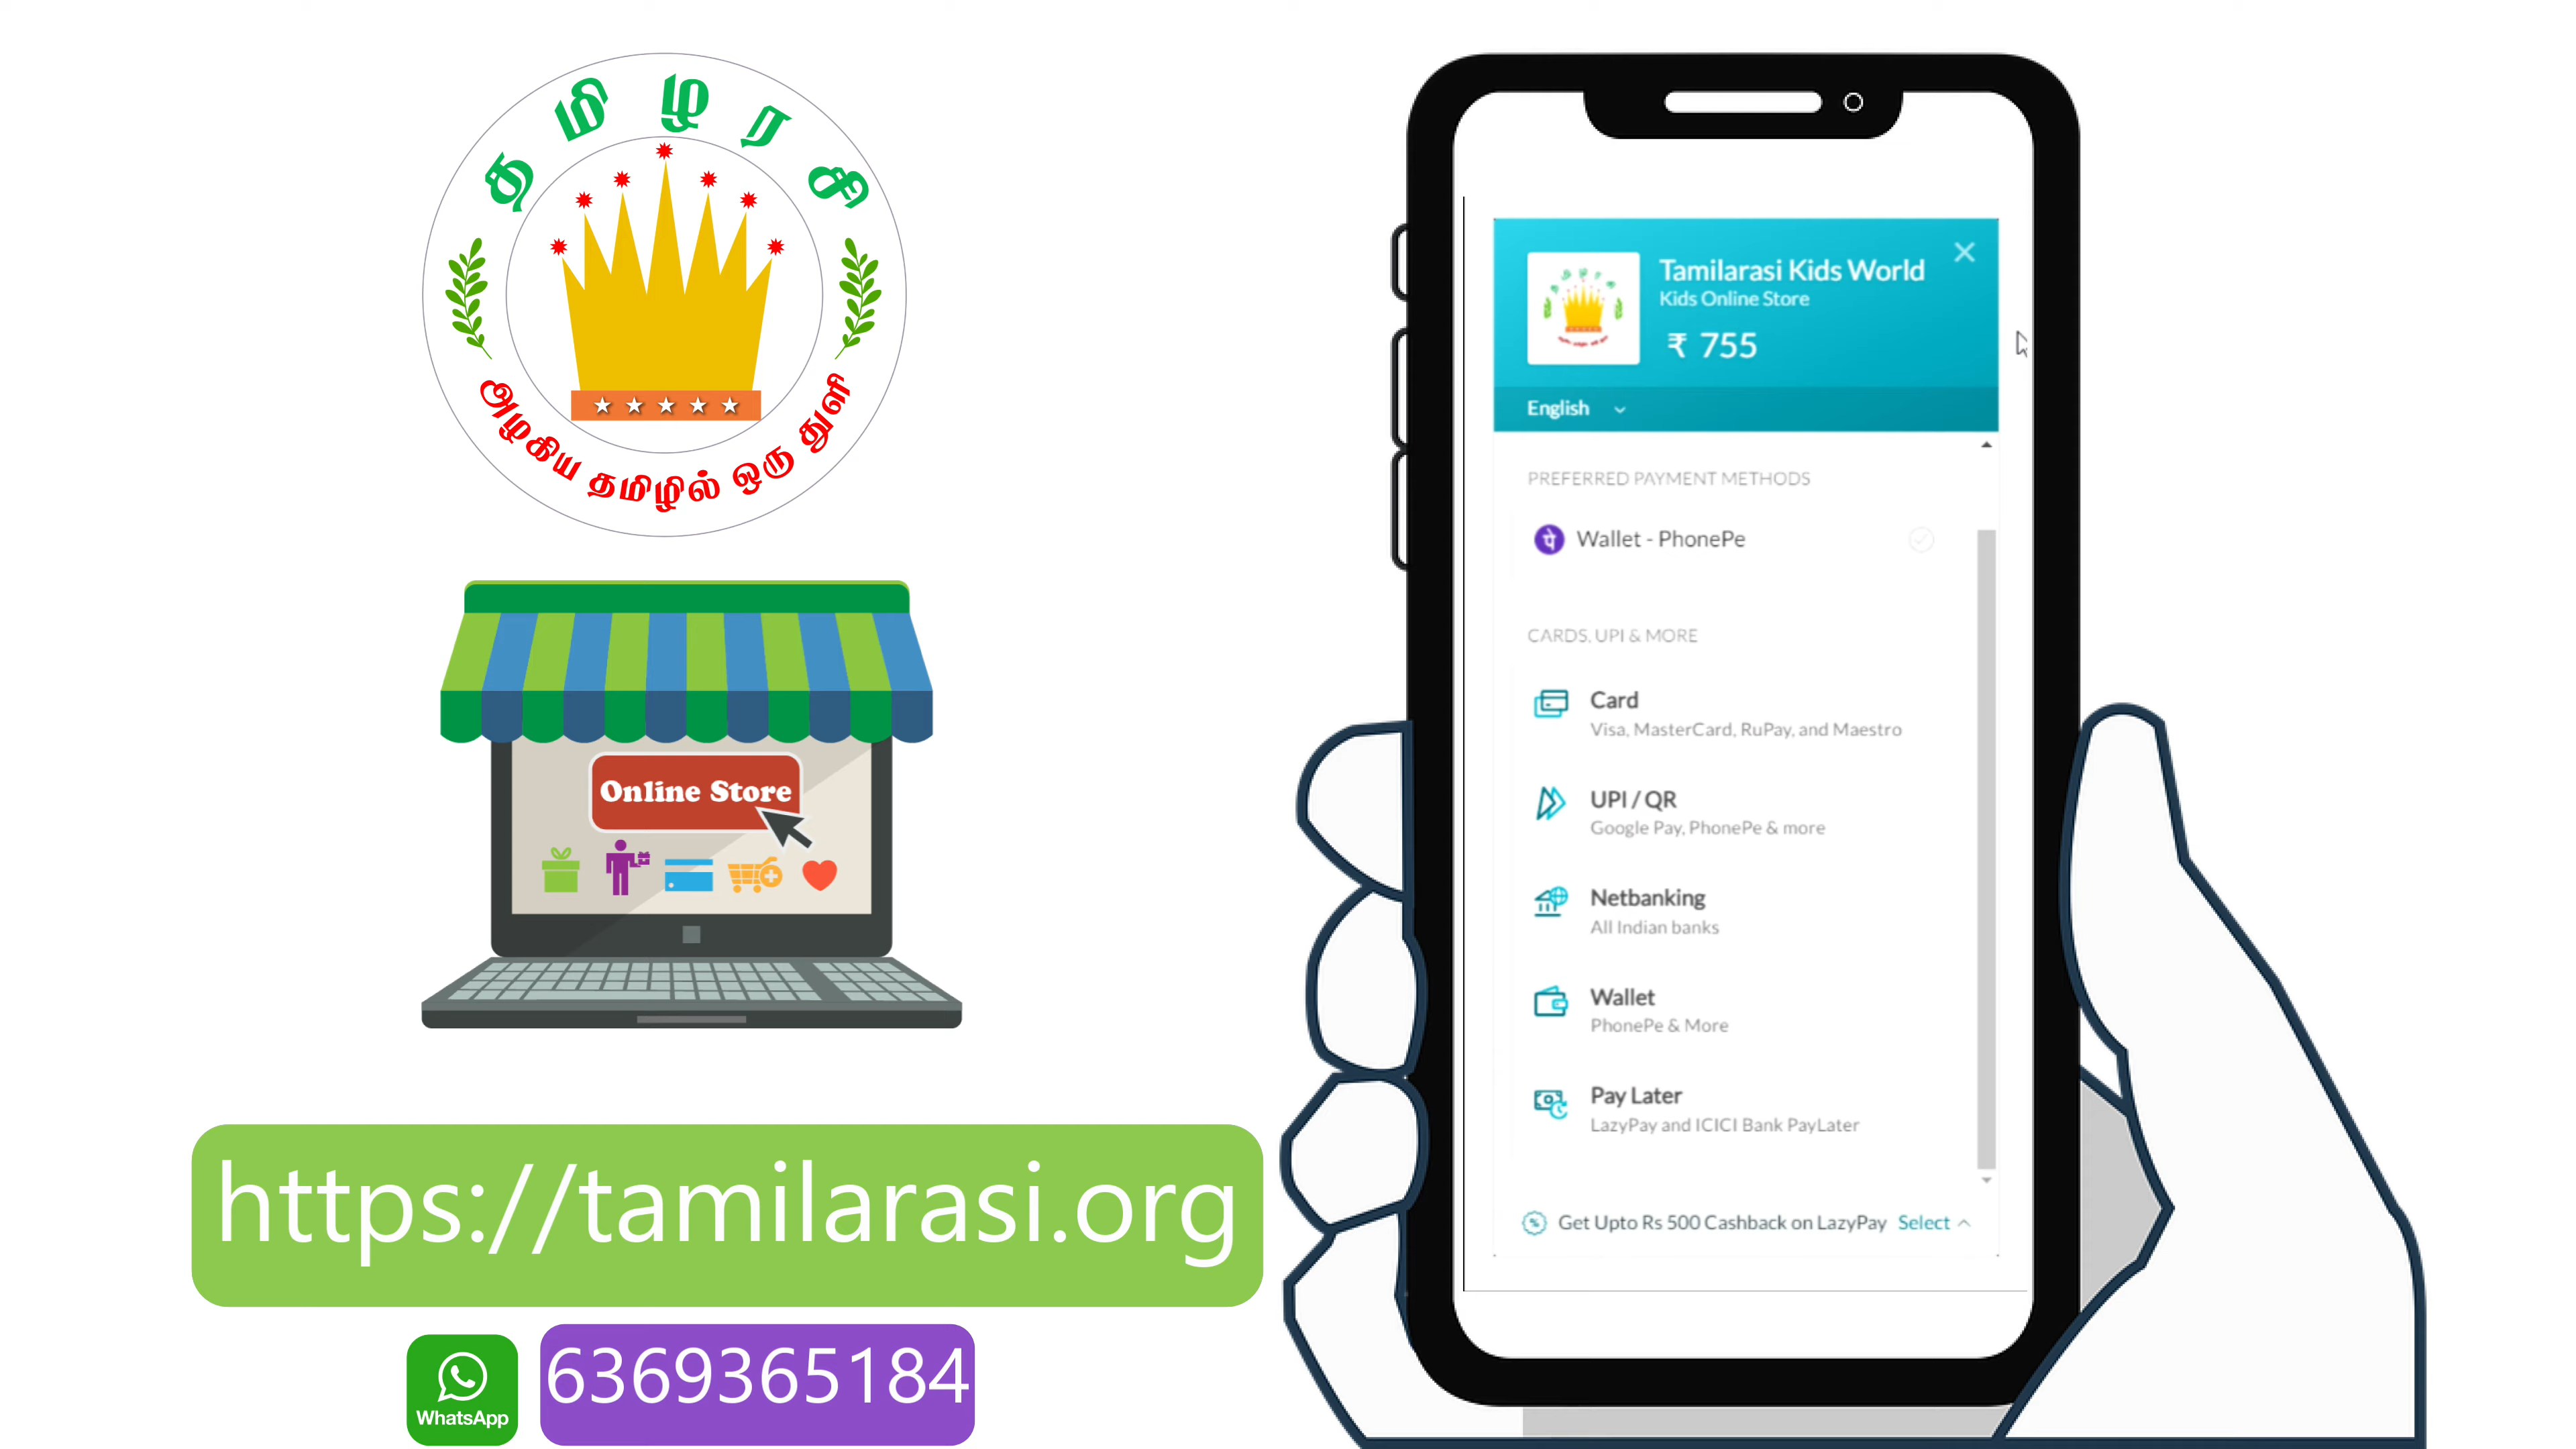 தமிழரசி
அழகிய தமிழில் ஒரு துளி
Online Store
https://tamilarasi.org
WhatsApp
6369365184
Tamilarasi Kids World
Kids Online Store
₹ 755
English
PREFERRED PAYMENT METHODS
Wallet - PhonePe
CARDS, UPI & MORE
Card
Visa, MasterCard, RuPay, and Maestro
UPI / QR
Google Pay, PhonePe & more
Netbanking
All Indian banks
Wallet
PhonePe & More
Pay Later
LazyPay and ICICI Bank PayLater
Get Upto Rs 500 Cashback on LazyPay Select